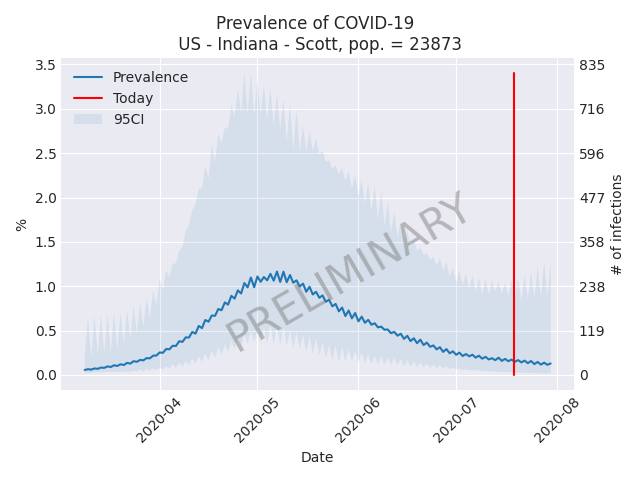 Prevalence of COVID-19
US - Indiana - Scott, pop. = 23873
Prevalence
Today
95CI
3.5
3.0
2.5
2.0
1.5
1.0
0.5
0.0
%
835
716
596
477
358
238
119
0
# of infections
PRELIMINARY
2020-04
2020-05
2020-06
2020-07
2020-08
Date